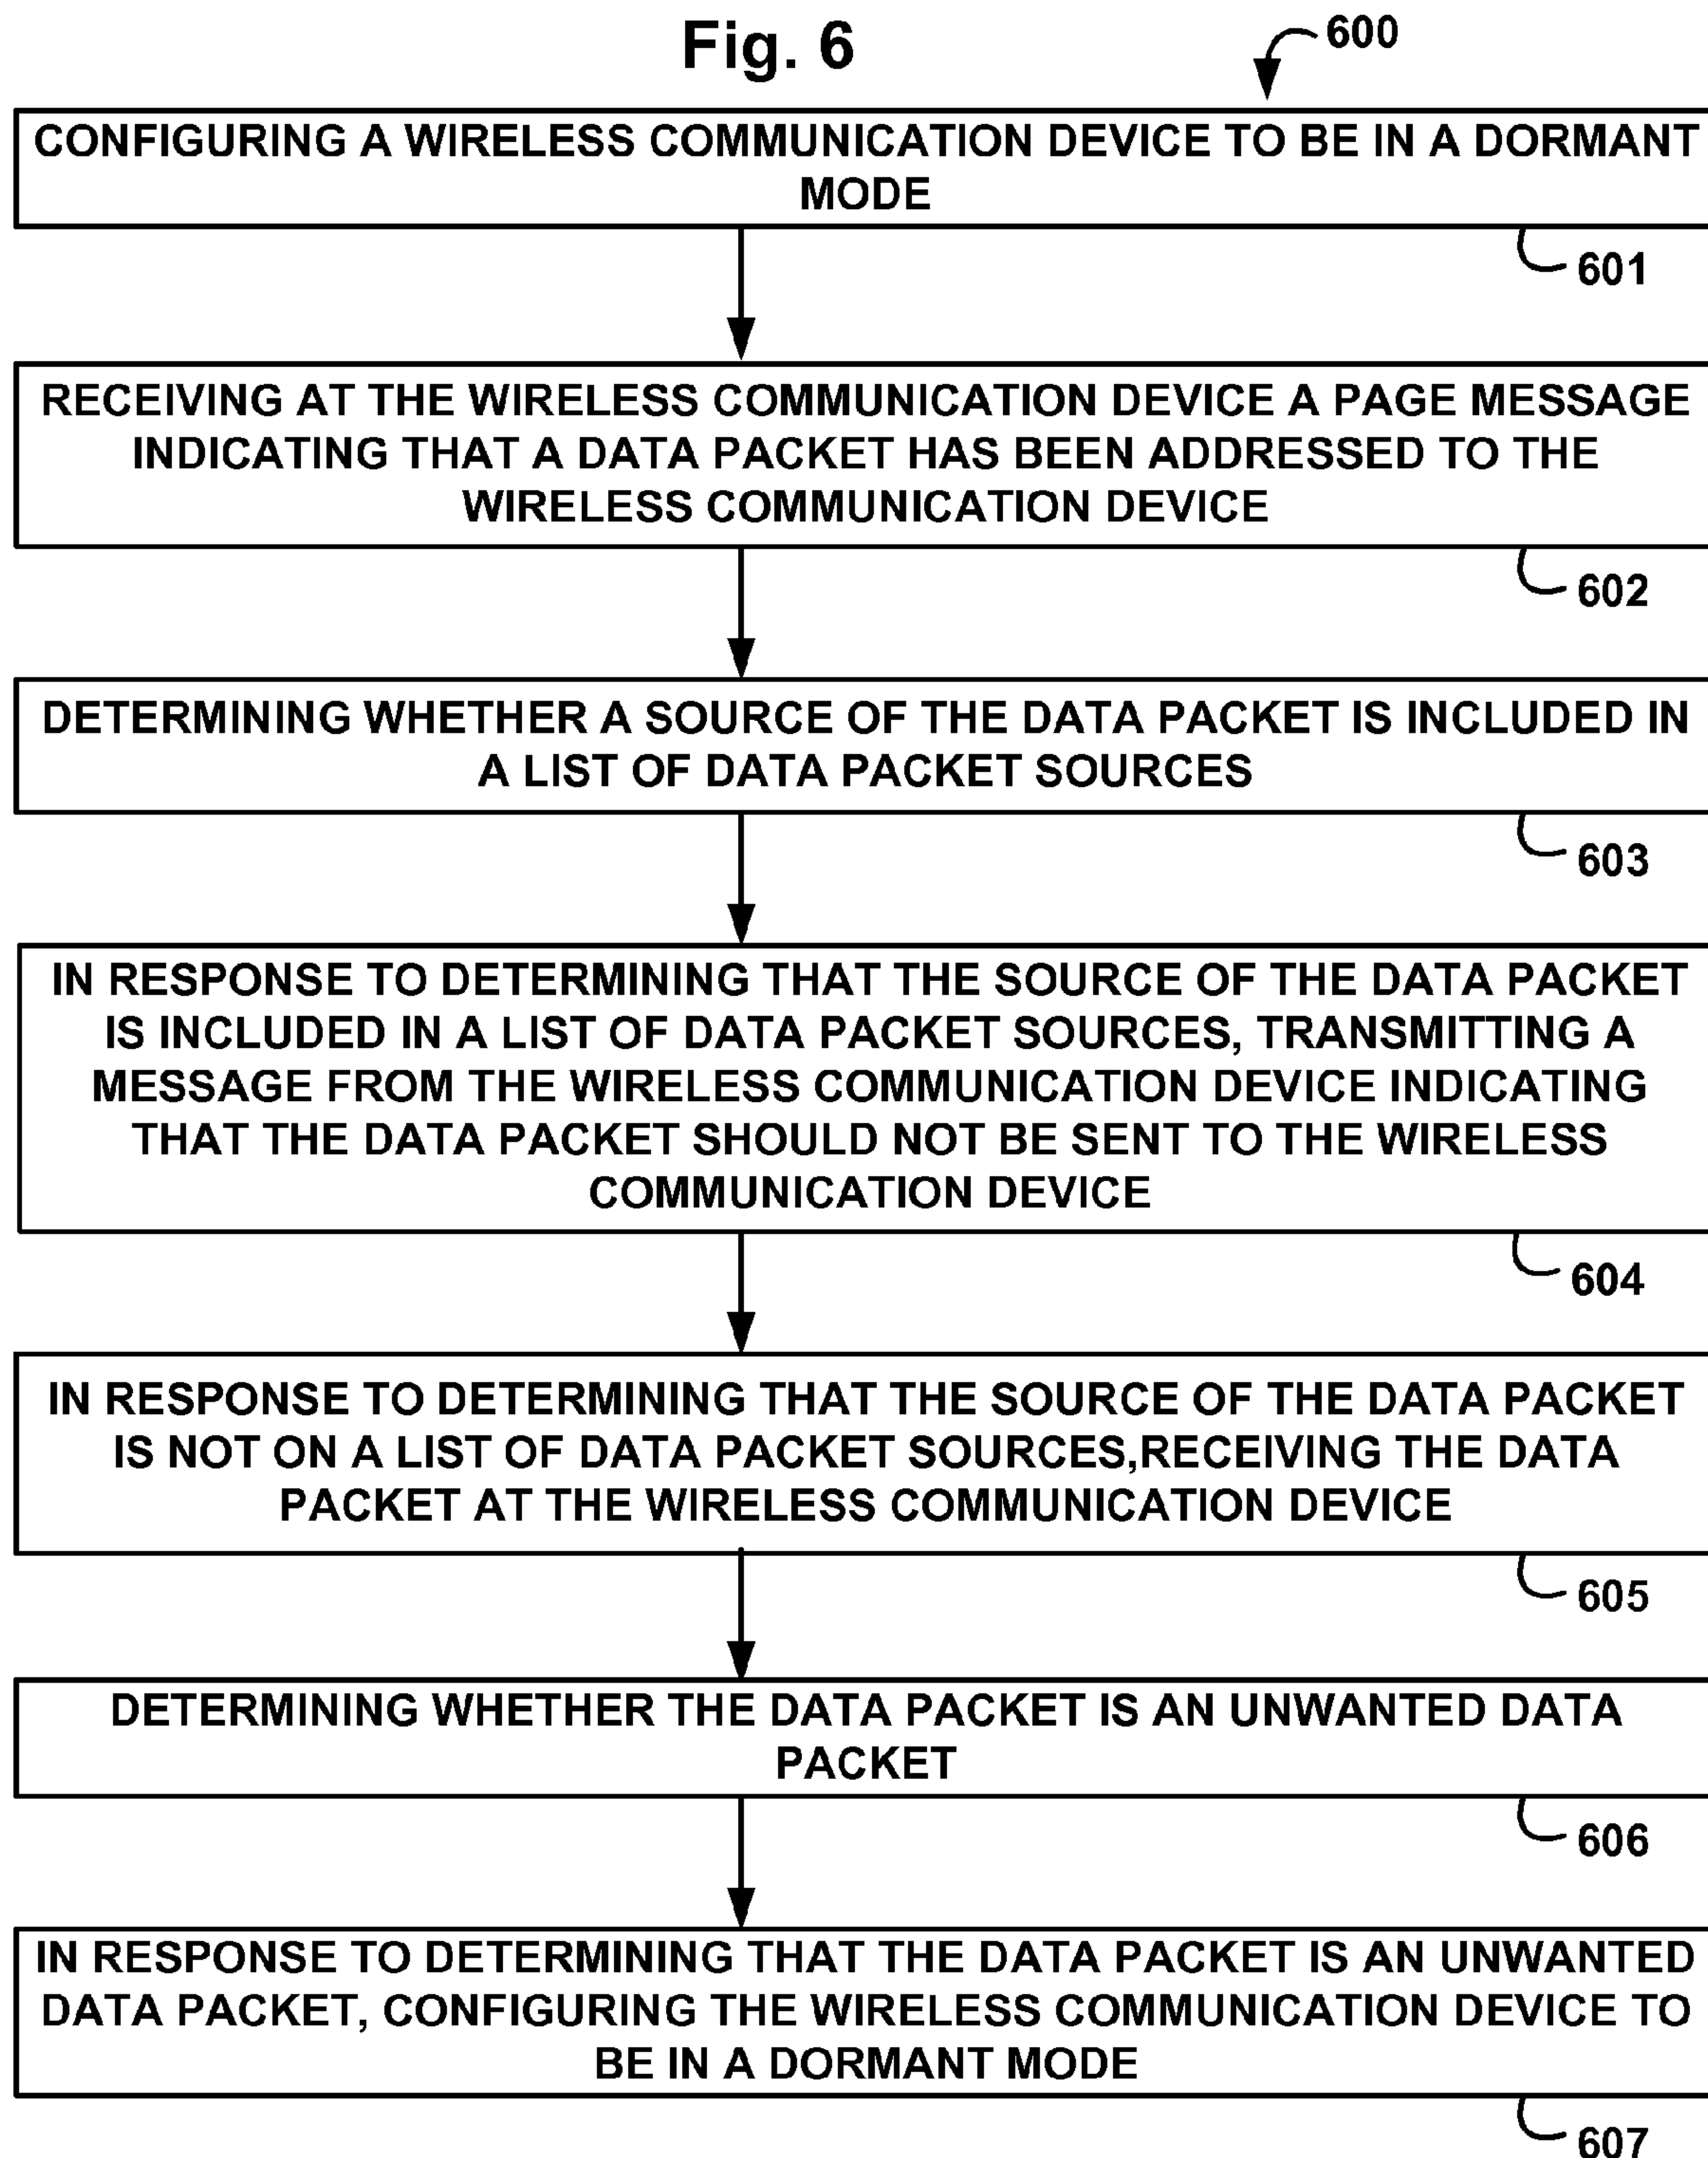 Fig. 6
600
CONFIGURING A WIRELESS COMMUNICATION DEVICE TO BE IN A DORMANT
MODE
601
RECEIVING AT THE WIRELESS COMMUNICATION DEVICE A PAGE MESSAGE
INDICATING THAT A DATA PACKET HAS BEEN ADDRESSED TO THE
WIRELESS COMMUNICATION DEVICE
602
DETERMINING WHETHER A SOURCE OF THE DATA PACKET IS INCLUDED IN
A LIST OF DATA PACKET SOURCES
603
IN RESPONSE TO DETERMINING THAT THE SOURCE OF THE DATA PACKET
IS INCLUDED IN A LIST OF DATA PACKET SOURCES, TRANSMITTING A
MESSAGE FROM THE WIRELESS COMMUNICATION DEVICE INDICATING
THAT THE DATA PACKET SHOULD NOT BE SENT TO THE WIRELESS
COMMUNICATION DEVICE
604
IN RESPONSE TO DETERMINING THAT THE SOURCE OF THE DATA PACKET
IS NOT ON A LIST OF DATA PACKET SOURCES,RECEIVING THE DATA
PACKET AT THE WIRELESS COMMUNICATION DEVICE
605
DETERMINING WHETHER THE DATA PACKET IS AN UNWANTED DATA
PACKET
606
IN RESPONSE TO DETERMINING THAT THE DATA PACKET IS AN UNWANTED
DATA PACKET, CONFIGURING THE WIRELESS COMMUNICATION DEVICE TO
BE IN A DORMANT MODE
607